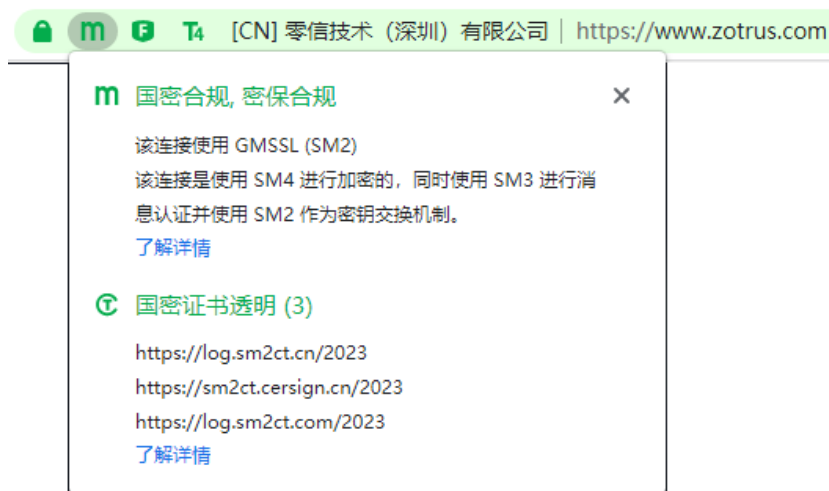 m F T4 [CN] 零信技术（深圳）有限公司 | https://www.zotrus.com
m 国密合规, 密保合规
该连接使用 GMSSL (SM2)
该连接是使用 SM4 进行加密的，同时使用 SM3 进行消
息认证并使用 SM2 作为密钥交换机制。
了解详情
国密证书透明 (3)
https://log.sm2ct.cn/2023
https://sm2ct.cersign.cn/2023
https://log.sm2ct.com/2023
了解详情